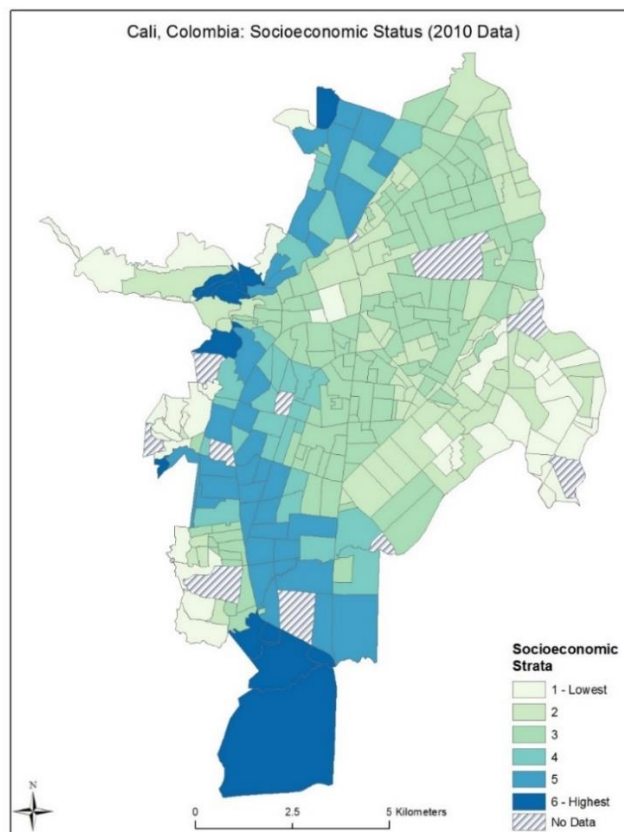 Cali, Colombia: Socioeconomic Status (2010 Data)
Socioeconomic
Strata
1 - Lowest
2
3
4
5
6 - Highest
No Data
N
0 2.5 5 Kilometers